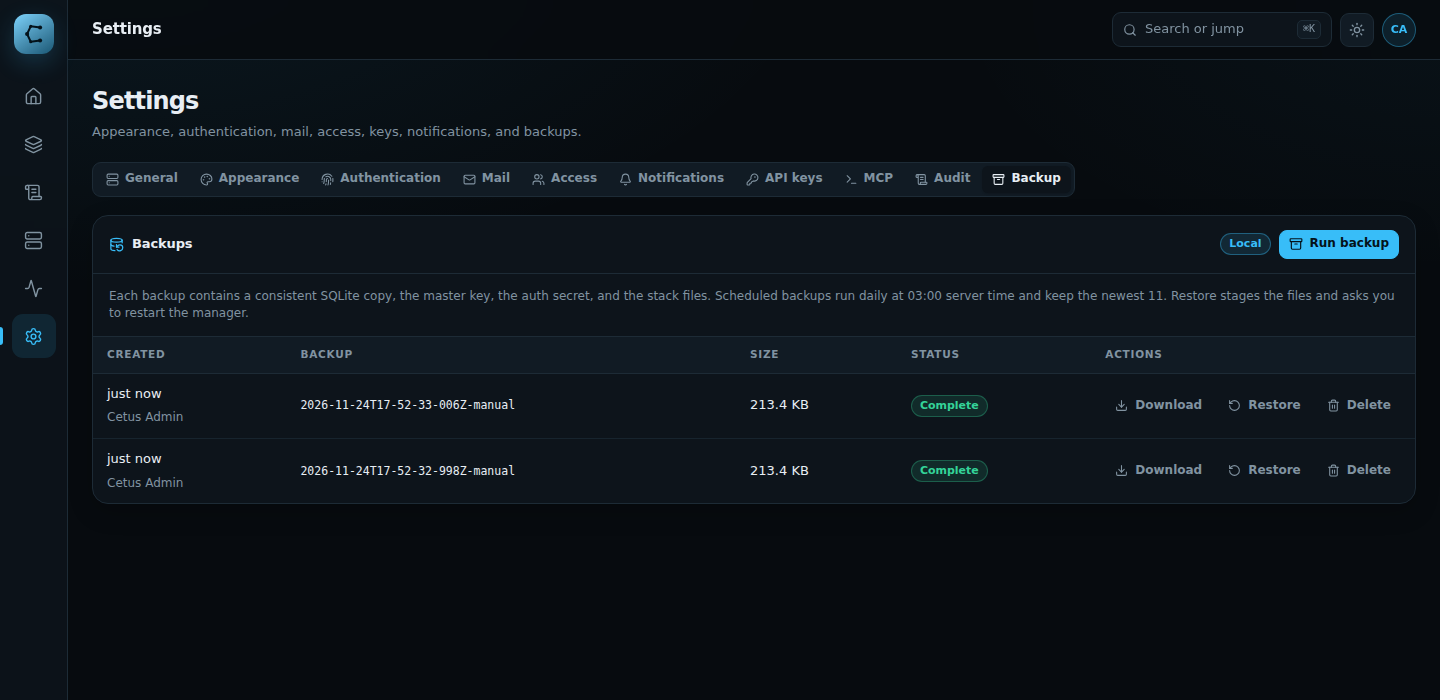 Settings
Search or jump
⌘K
CA
Settings
Appearance, authentication, mail, access, keys, notifications, and backups.
General
Appearance
Authentication
Mail
Access
Notifications
API keys
MCP
Audit
Backup
Backups
Local
Run backup
Each backup contains a consistent SQLite copy, the master key, the auth secret, and the stack files. Scheduled backups run daily at 03:00 server time and keep the newest 11. Restore stages the files and asks you
to restart the manager.
CREATED BACKUP SIZE STATUS ACTIONS
just now
Cetus Admin
2026-11-24T17-52-33-006Z-manual
213.4 KB
Complete
Download
Restore
Delete
just now
Cetus Admin
2026-11-24T17-52-32-998Z-manual
213.4 KB
Complete
Download
Restore
Delete